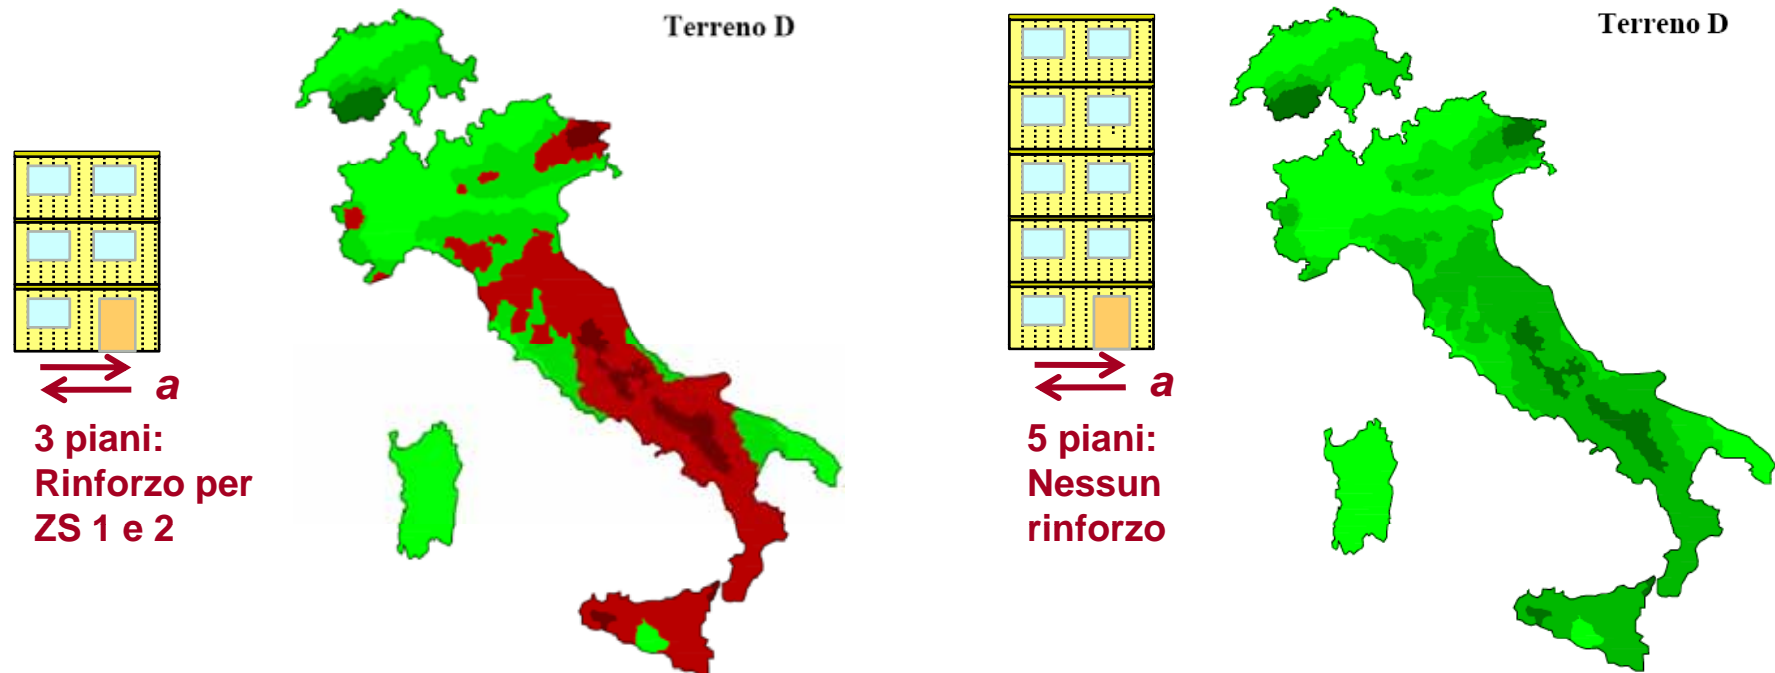 Terreno D
a
3 piani:
Rinforzo per
ZS 1 e 2
Terreno D
a
5 piani:
Nessun
rinforzo